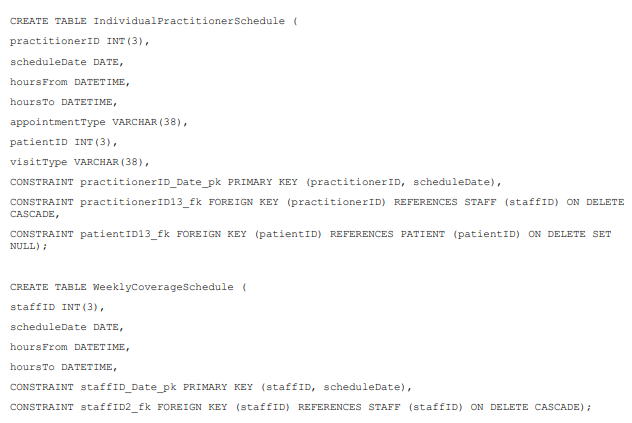 CREATE TABLE IndividualPractitionerSchedule (
practitionerID INT(3),
scheduleDate DATE,
hoursFrom DATETIME,
hoursTo DATETIME,
appointmentType VARCHAR(38),
patientID INT(3),
visitType VARCHAR(38),
CONSTRAINT practitionerID_Date_pk PRIMARY KEY (practitionerID, scheduleDate),
CONSTRAINT practitionerID13_fk FOREIGN KEY (practitionerID) REFERENCES STAFF (staffID) ON DELETE
CASCADE,
CONSTRAINT patientID13_fk FOREIGN KEY (patientID) REFERENCES PATIENT (patientID) ON DELETE SET
NULL);
CREATE TABLE WeeklyCoverageSchedule (
staffID INT(3),
scheduleDate DATE,
hoursFrom DATETIME,
hoursTo DATETIME,
CONSTRAINT staffID_Date_pk PRIMARY KEY (staffID, scheduleDate),
CONSTRAINT staffID2_fk FOREIGN KEY (staffID) REFERENCES STAFF (staffID) ON DELETE CASCADE);